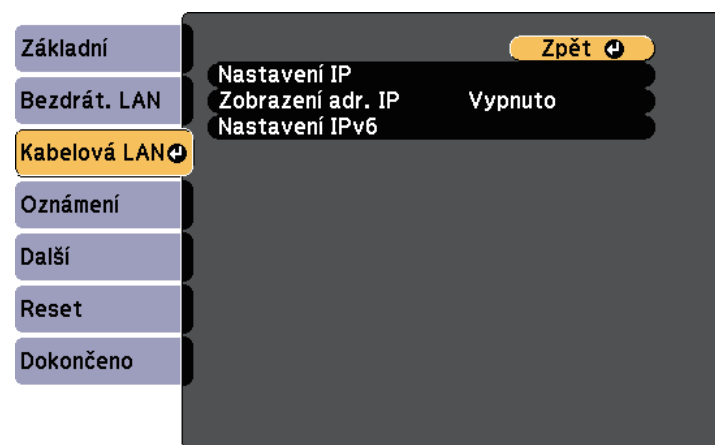 Základní
Bezdrát. LAN
Kabelová LAN
Oznámení
Další
Reset
Dokončeno
Zpět
Nastavení IP
Zobrazení adr. IP Vypnuto
Nastavení IPv6